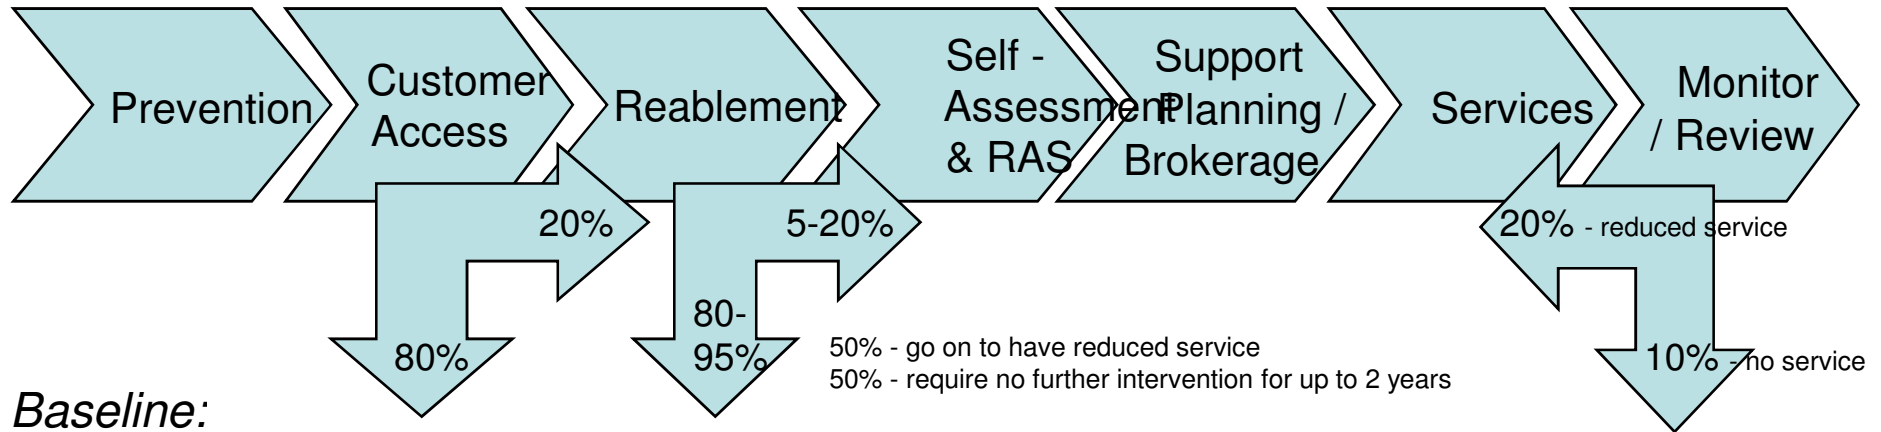 Prevention
Customer
Access
Reablement
Self -
Assessment
& RAS
Support
Planning /
Brokerage
Services
Monitor
/ Review
20%
80%
5-20%
80-
95%
50% - go on to have reduced service
50% - require no further intervention for up to 2 years
20% - reduced service
10% - no service
Baseline: